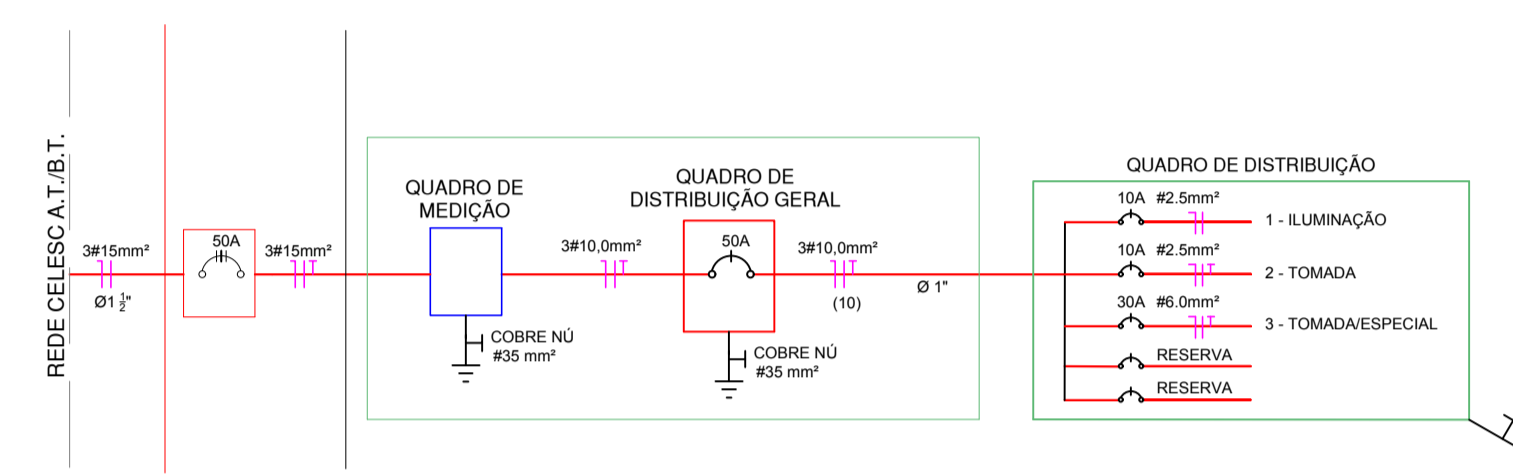 REDE CELESC A.T./B.T.
3#15mm²
Ø1 ½"
50A
3#15mm²
QUADRO DE
MEDIÇÃO
COBRE NÚ
#35 mm²
3#10,0mm²
QUADRO DE
DISTRIBUIÇÃO GERAL
50A
COBRE NÚ
#35 mm²
3#10,0mm²
(10)
Ø 1"
QUADRO DE DISTRIBUIÇÃO
10A #2.5mm² 1 - ILUMINAÇÃO
10A #2.5mm² 2 - TOMADA
30A #6.0mm² 3 - TOMADA/ESPECIAL
RESERVA
RESERVA